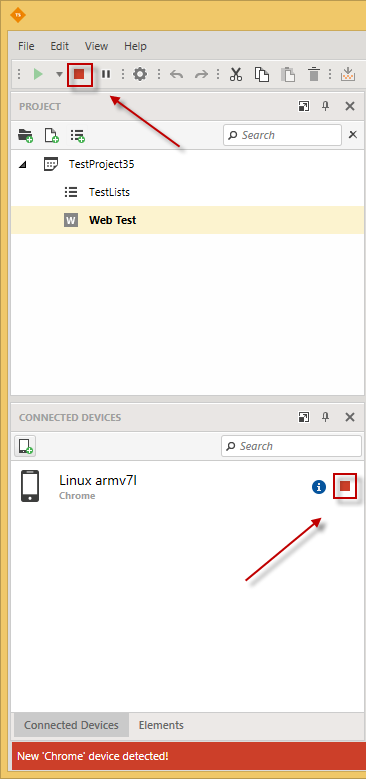 TS
File Edit View Help
PROJECT
Search
TestProject35
TestLists
W Web Test
CONNECTED DEVICES
Search
Linux armv7l
Chrome
Connected Devices Elements
New 'Chrome' device detected!